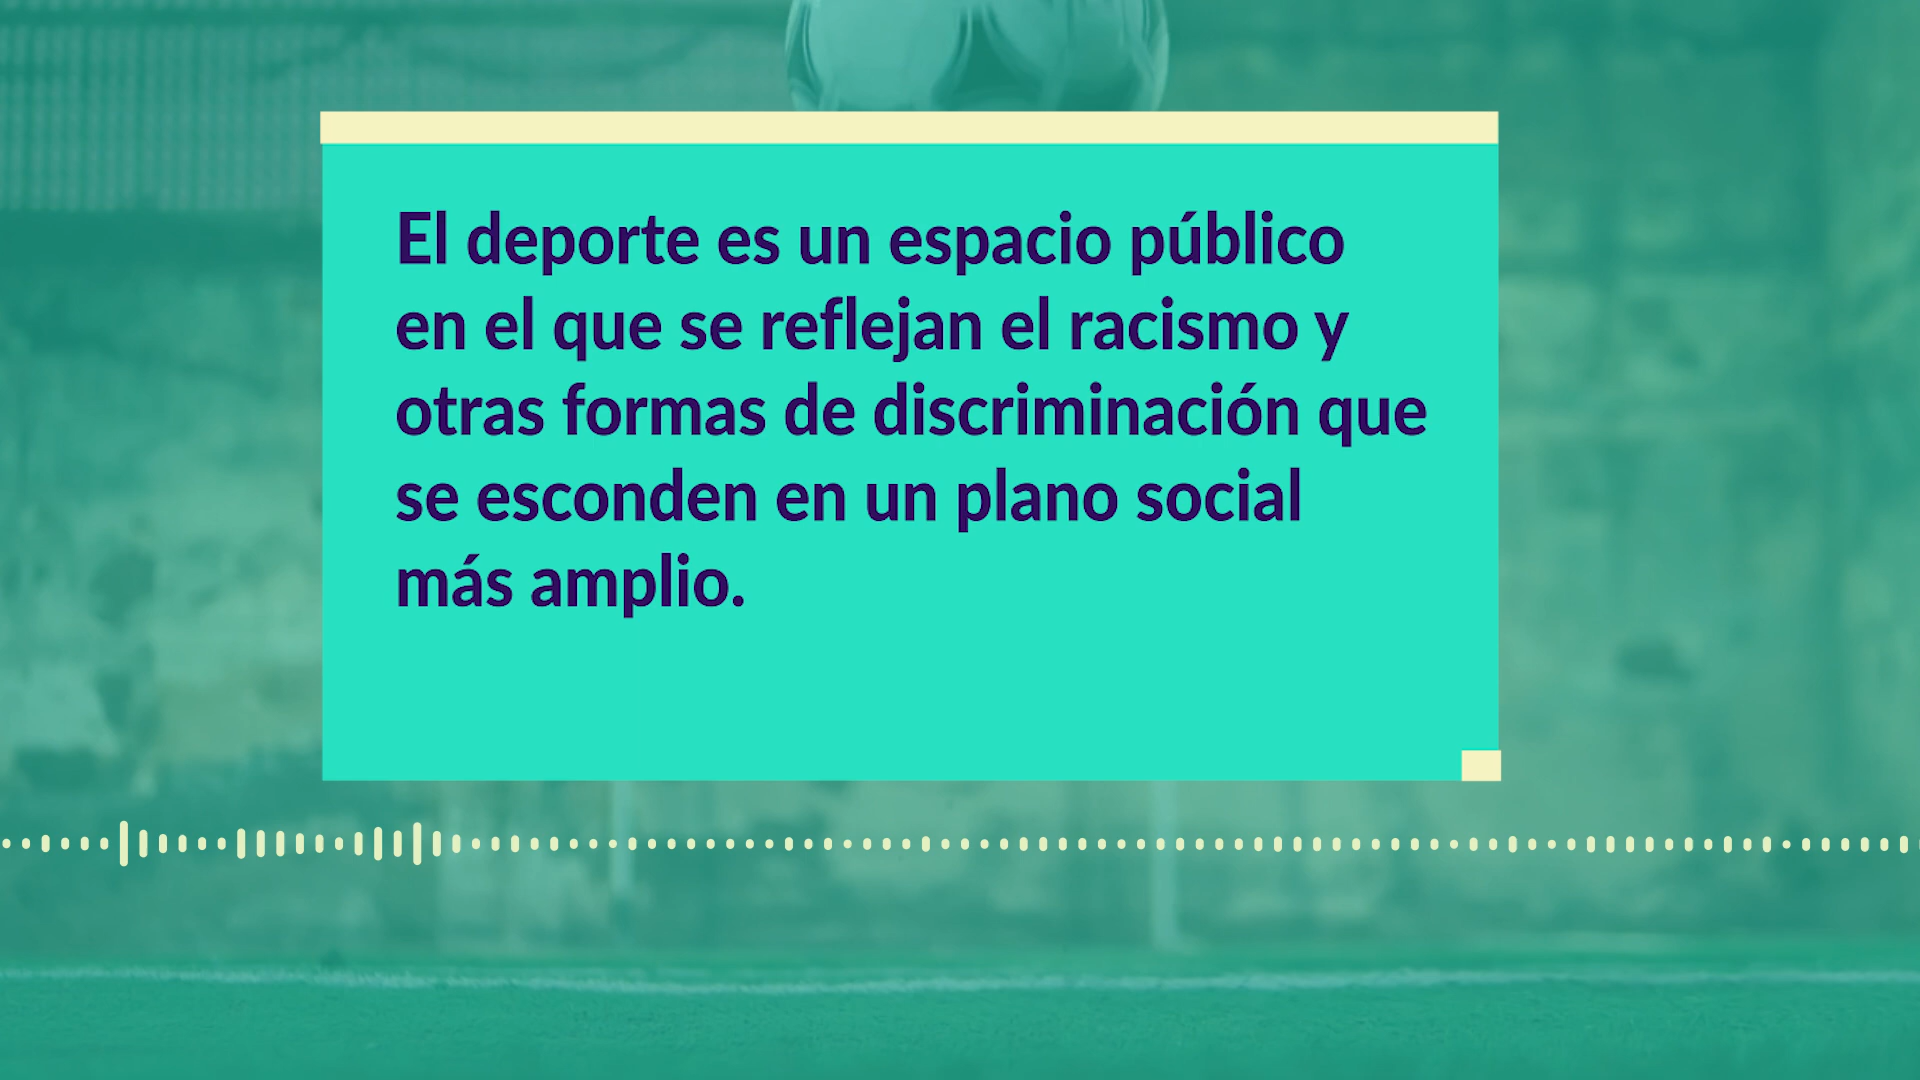 El deporte es un espacio público
en el que se reflejan el racismo y
otras formas de discriminación que
se esconden en un plano social
más amplio.